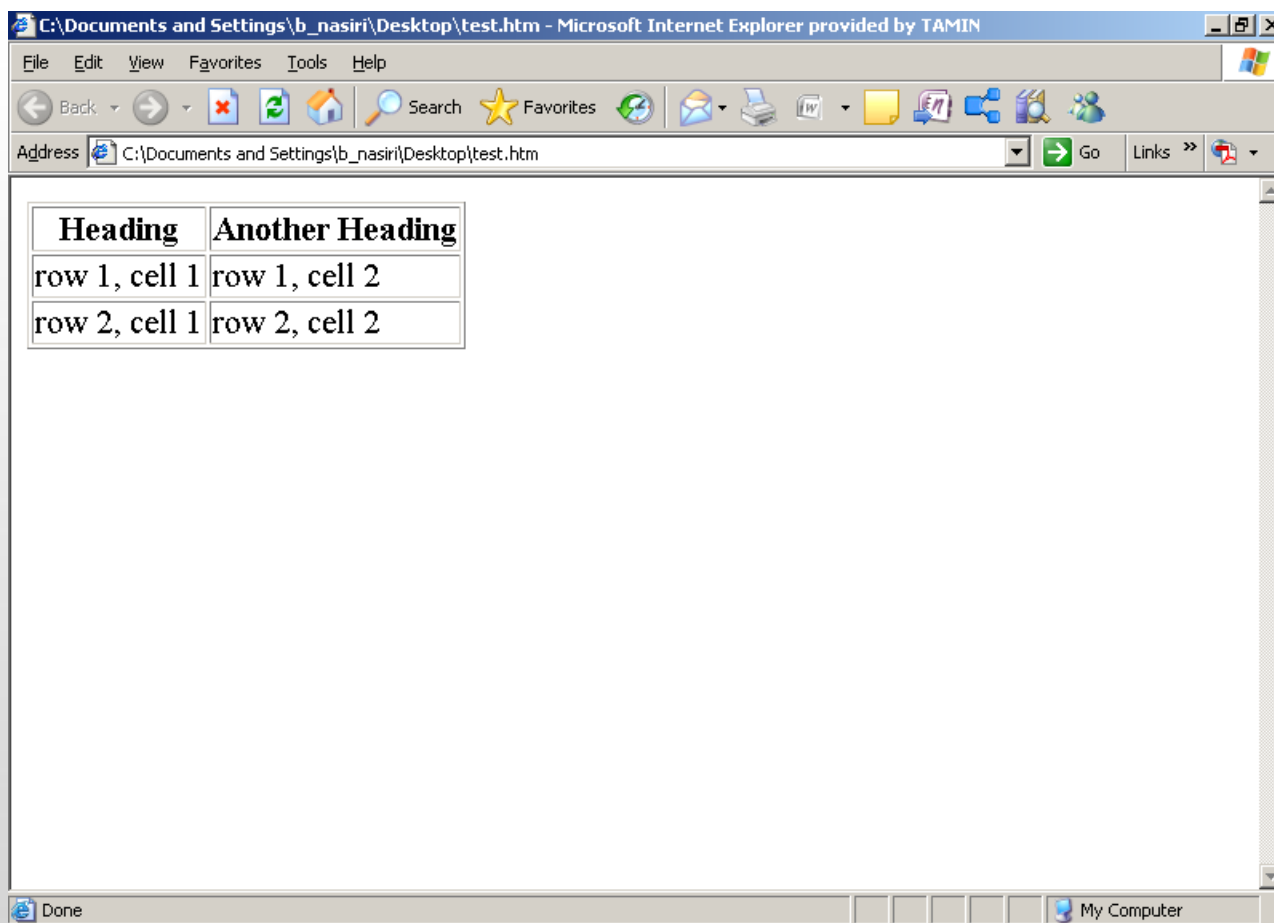 C:\Documents and Settings\b_nasiri\Desktop\test.htm - Microsoft Internet Explorer provided by TAMIN
File Edit View Favorites Tools Help
Back Search Favorites
Address C:\Documents and Settings\b_nasiri\Desktop\test.htm Go Links »
Heading Another Heading
row 1, cell 1 row 1, cell 2
row 2, cell 1 row 2, cell 2
Done My Computer